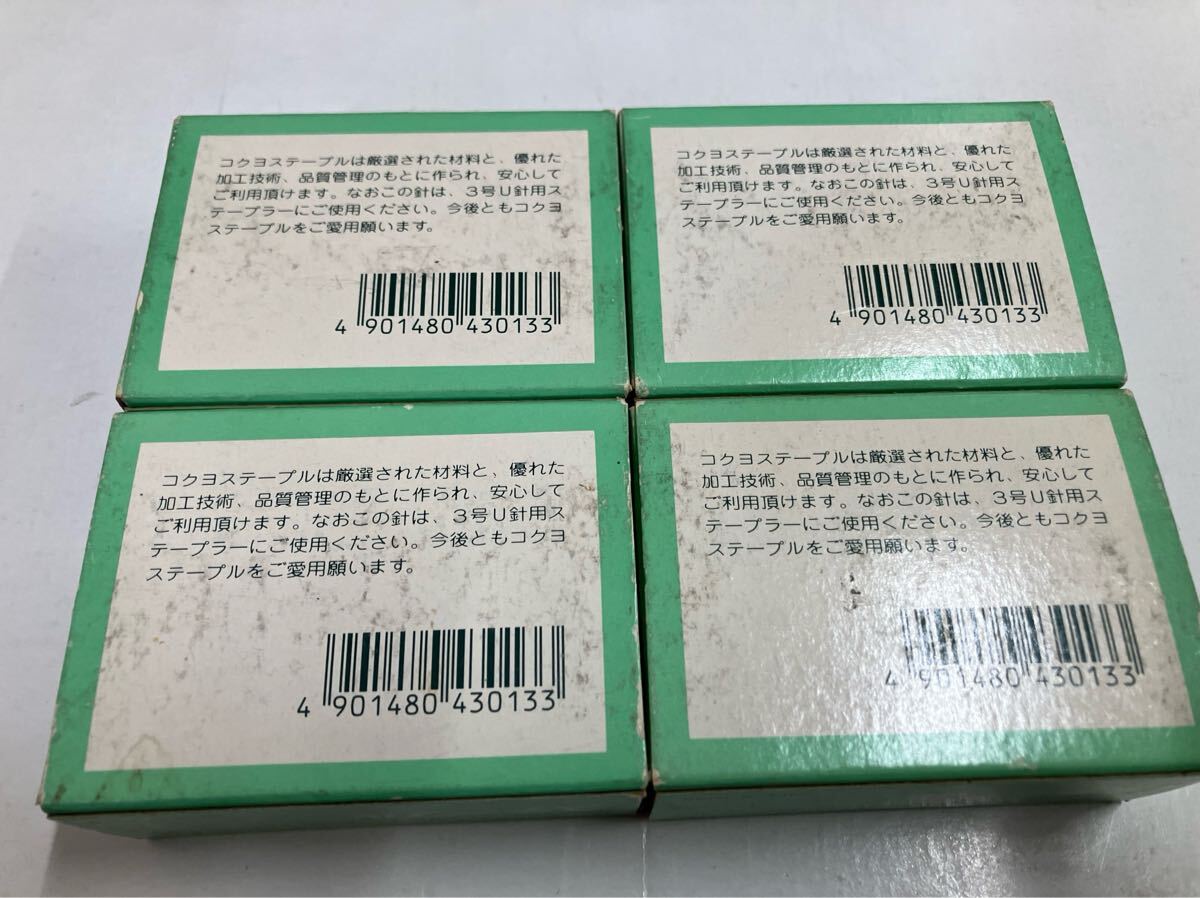 コクヨステープルは厳選された材料と、優れた
加工技術、品質管理のもとに作られ、安心して
ご利用頂けます。なおこの針は、3号U針用ス
テープラーにご使用ください。今後ともコクヨ
ステープルをご愛用願います。
4 901480 430133
コクヨステープルは厳選された材料と、優れた
加工技術、品質管理のもとに作られ、安心して
ご利用頂けます。なおこの針は、3号U針用ス
テープラーにご使用ください。今後ともコクヨ
ステープルをご愛用願います。
4 901480 430133
コクヨステープルは厳選された材料と、優れた
加工技術、品質管理のもとに作られ、安心して
ご利用頂けます。なおこの針は、3号U針用ス
テープラーにご使用ください。今後ともコクヨ
ステープルをご愛用願います。
4 901480 430133
コクヨステープルは厳選された材料と、優れた
加工技術、品質管理のもとに作られ、安心して
ご利用頂けます。なおこの針は、3号U針用ス
テープラーにご使用ください。今後ともコクヨ
ステープルをご愛用願います。
4 901480 430133